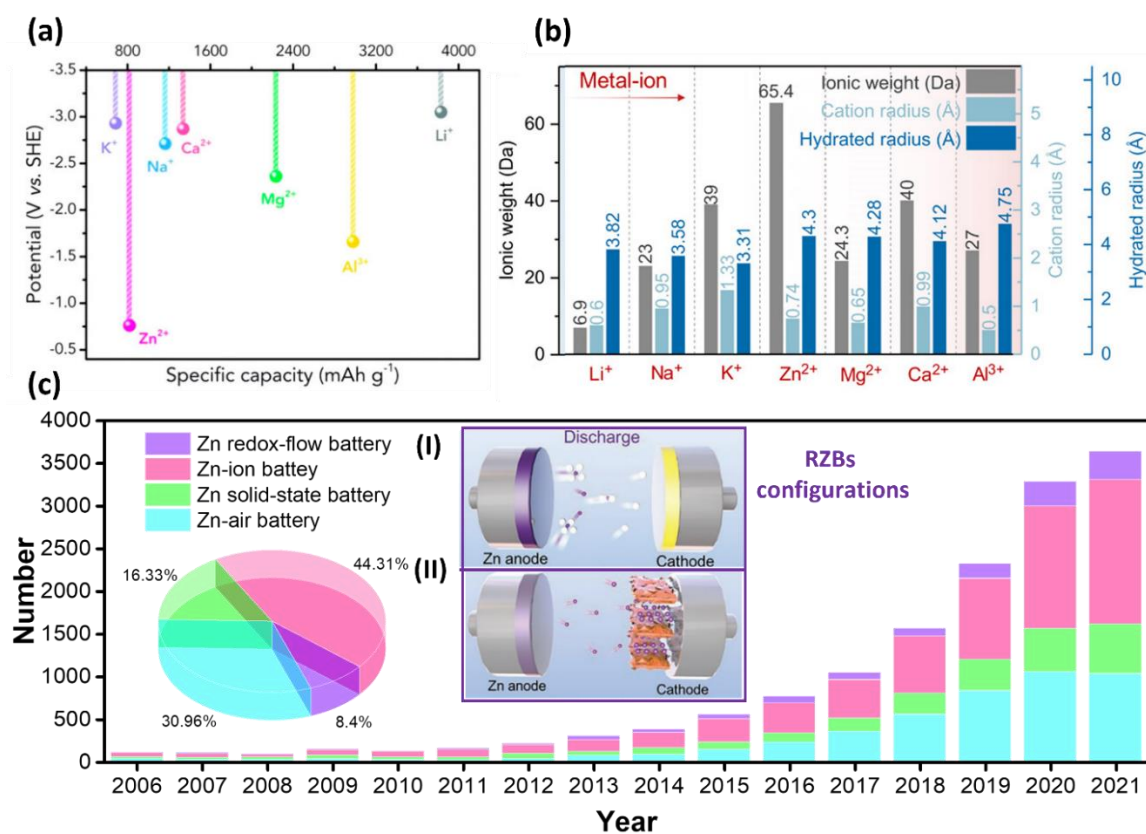 (a)
800 1600 2400 3200 4000
-3.5
-3.0
-2.5
-2.0
-1.5
-1.0
-0.5
Potential (V vs. SHE)
K⁺
Na⁺
Ca²⁺
Li⁺
Mg²⁺
Al³⁺
Zn²⁺
Specific capacity (mAh g⁻¹)
(b)
Metal-ion
Ionic weight (Da)
Cation radius (Å)
Hydrated radius (Å)
Ionic weight (Da)
60
40
20
0
6.9 0.6 3.82
23 0.95 3.58
39 1.33 3.31
65.4 0.74 4.3
24.3 0.65 4.28
40 0.99 4.12
27 0.5 4.75
Li⁺ Na⁺ K⁺ Zn²⁺ Mg²⁺ Ca²⁺ Al³⁺
5
4
3
2
1
0
Cation radius (Å)
10
8
6
4
2
0
Hydrated radius (Å)
(c)
4000
3500
3000
2500
2000
1500
1000
500
0
Number
Zn redox-flow battery
Zn-ion battey
Zn solid-state battery
Zn-air battery
44.31%
16.33%
30.96%
8.4%
(I)
Discharge
Zn anode
Cathode
(II)
Zn anode
Cathode
RZBs
configurations
2006 2007 2008 2009 2010 2011 2012 2013 2014 2015 2016 2017 2018 2019 2020 2021
Year